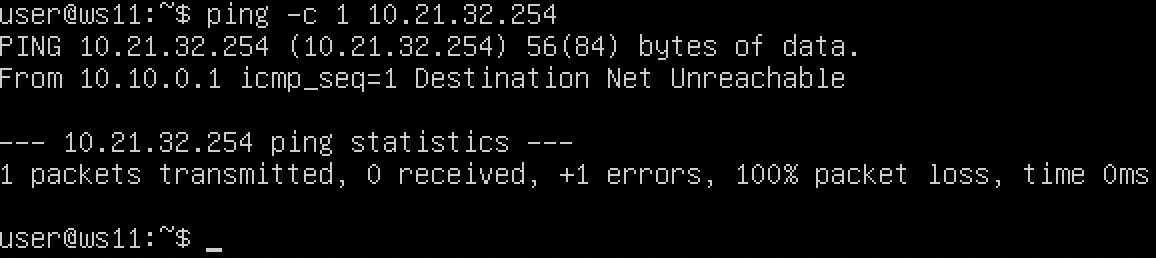 user@ws11:~$ ping -c 1 10.21.32.254
PING 10.21.32.254 (10.21.32.254) 56(84) bytes of data.
From 10.10.0.1 icmp_seq=1 Destination Net Unreachable
--- 10.21.32.254 ping statistics ---
1 packets transmitted, 0 received, +1 errors, 100% packet loss, time 0ms
user@ws11:~$ _